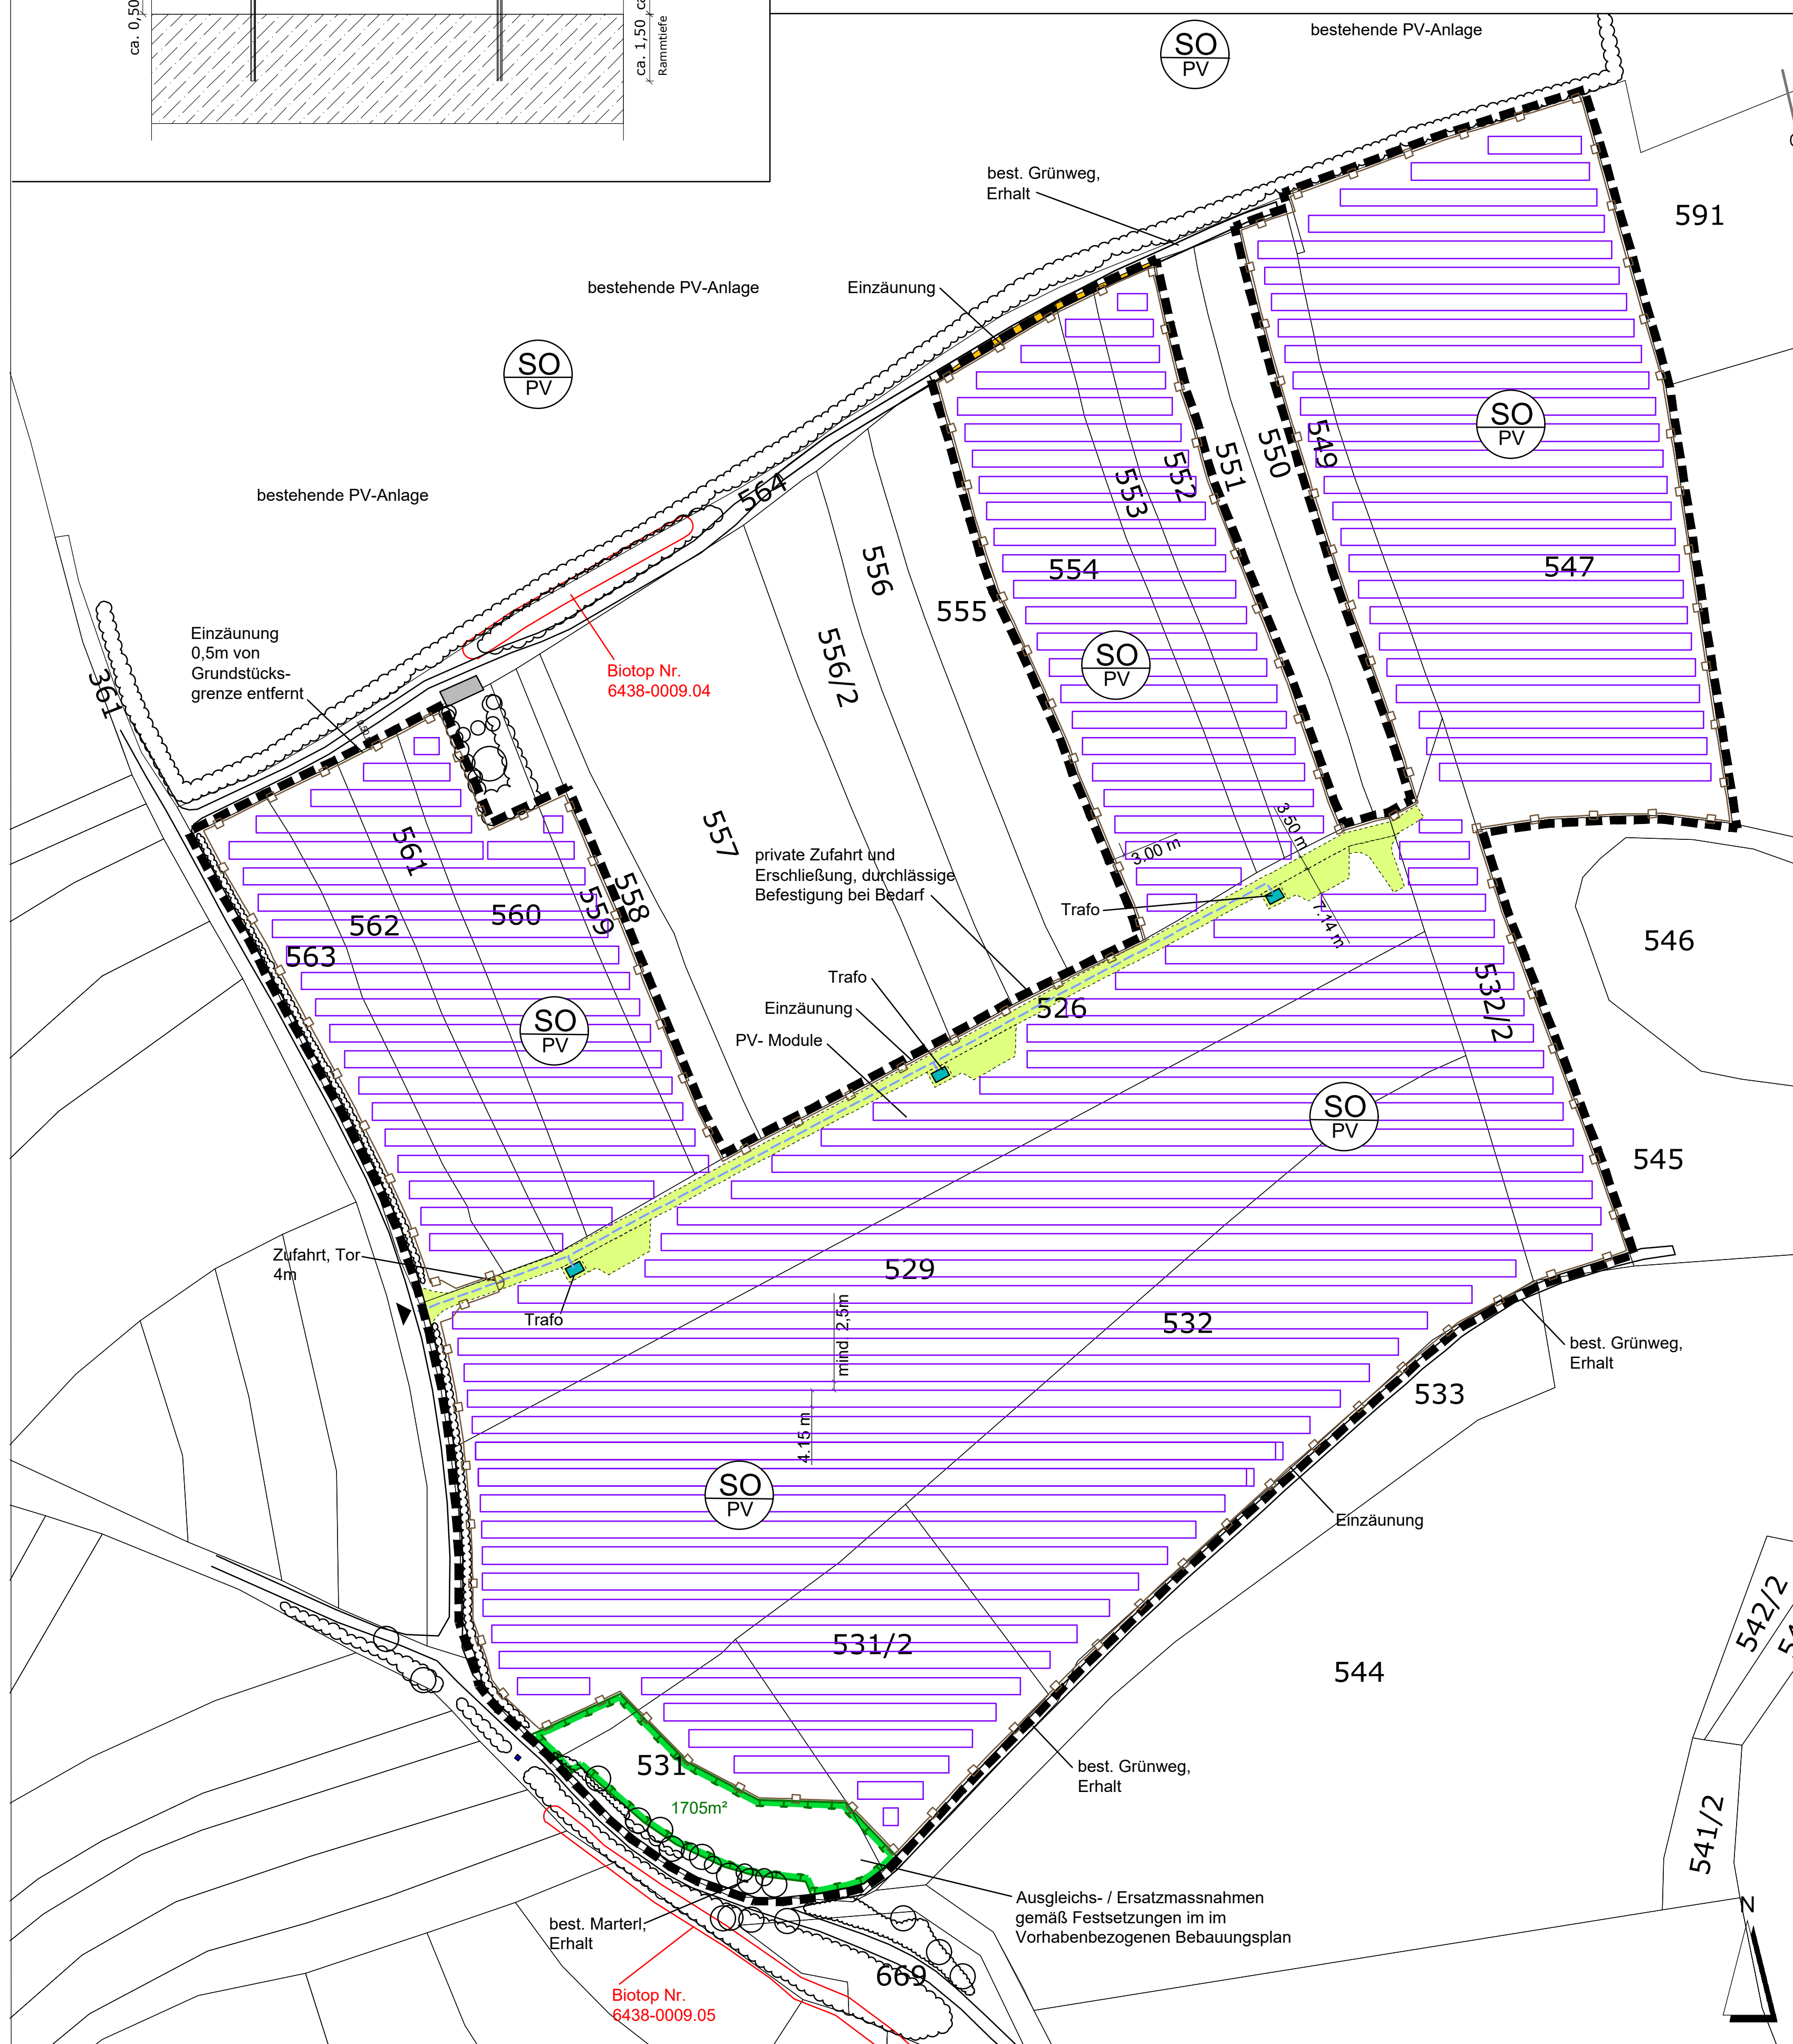 ca. 0,50
ca. 1,50
Rammtiefe
SO
PV
bestehende PV-Anlage
best. Grünweg,
Erhalt
591
bestehende PV-Anlage
Einzäunung
SO
PV
SO
PV
bestehende PV-Anlage
564
549
550
551
552
553
554
547
555
556
556/2
SO
PV
Einzäunung
0,5m von
Grundstücks-
grenze entfernt
361
Biotop Nr.
6438-0009.04
557
558
559
560
561
562
563
private Zufahrt und
Erschließung, durchlässige
Befestigung bei Bedarf
3.00 m
3.50 m
7.14 m
Trafo
546
532/2
Trafo
Einzäunung
PV- Module
526
SO
PV
SO
PV
545
Zufahrt, Tor
4m
Trafo
529
532
mind. 2,5m
4.15 m
best. Grünweg,
Erhalt
533
SO
PV
Einzäunung
531/2
544
542/2
541/2
531
1705m²
best. Grünweg,
Erhalt
Ausgleichs- / Ersatzmassnahmen
gemäß Festsetzungen im im
Vorhabenbezogenen Bebauungsplan
best. Marterl,
Erhalt
669
Biotop Nr.
6438-0009.05
N